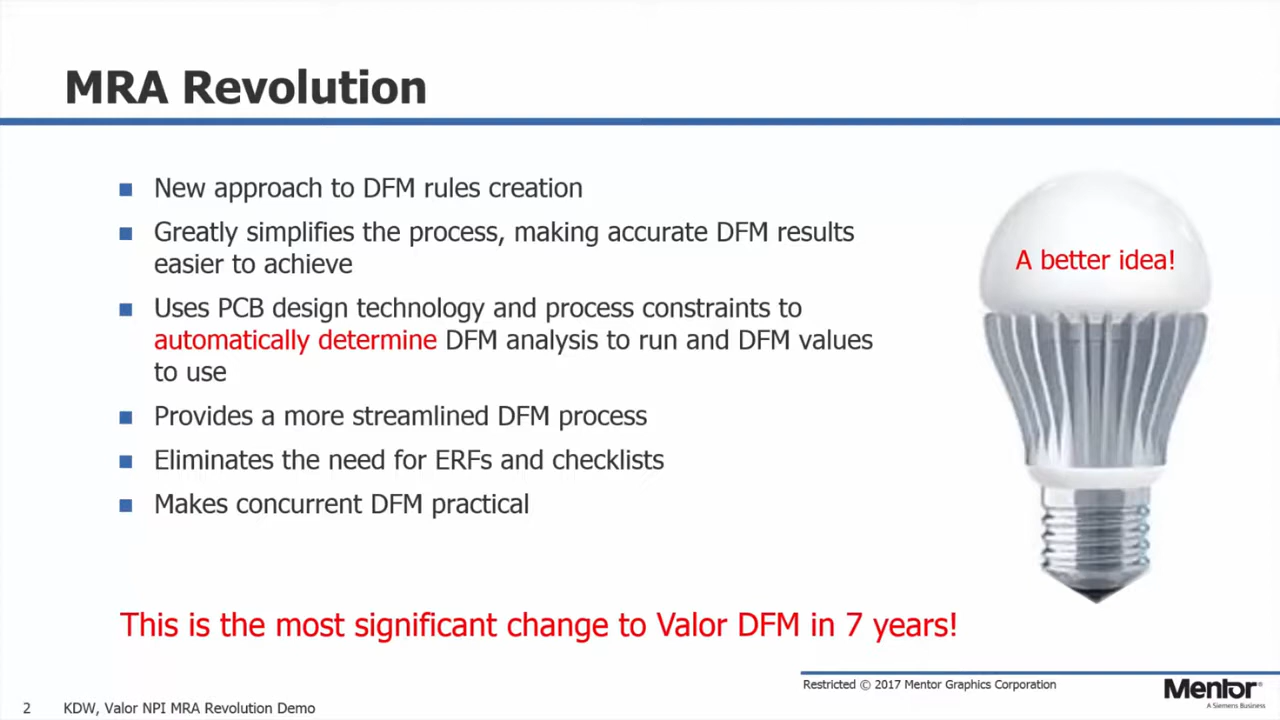 MRA Revolution
New approach to DFM rules creation
Greatly simplifies the process, making accurate DFM results
easier to achieve
Uses PCB design technology and process constraints to
automatically determine DFM analysis to run and DFM values
to use
Provides a more streamlined DFM process
Eliminates the need for ERFs and checklists
Makes concurrent DFM practical
A better idea!
This is the most significant change to Valor DFM in 7 years!
Restricted © 2017 Mentor Graphics Corporation
Mentor®
A Siemens Business
2 KDW, Valor NPI MRA Revolution Demo